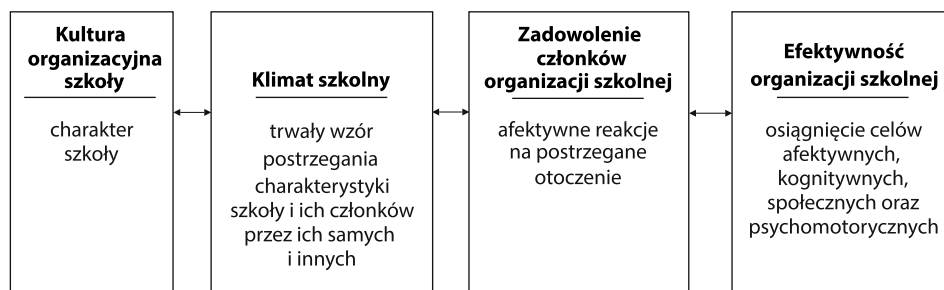 Kultura
organizacyjna
szkoły
charakter
szkoły
Klimat szkolny
trwały wzór
postrzegania
charakterystyki
szkoły i ich członków
przez ich samych
i innych
Zadowolenie
członków
organizacji szkolnej
afektywne reakcje
na postrzegane
otoczenie
Efektywność
organizacji szkolnej
osiągnięcie celów
afektywnych,
kognitywnych,
społecznych oraz
psychomotorycznych